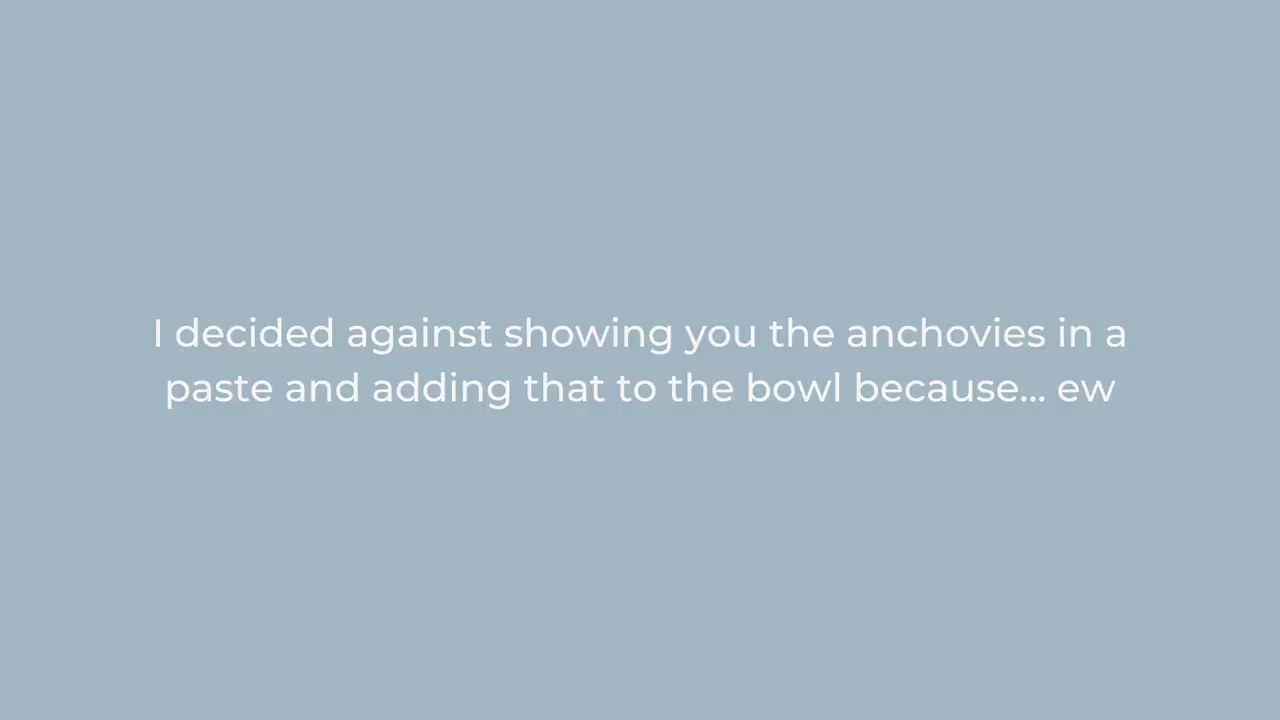 I decided against showing you the anchovies in a
paste and adding that to the bowl because... ew